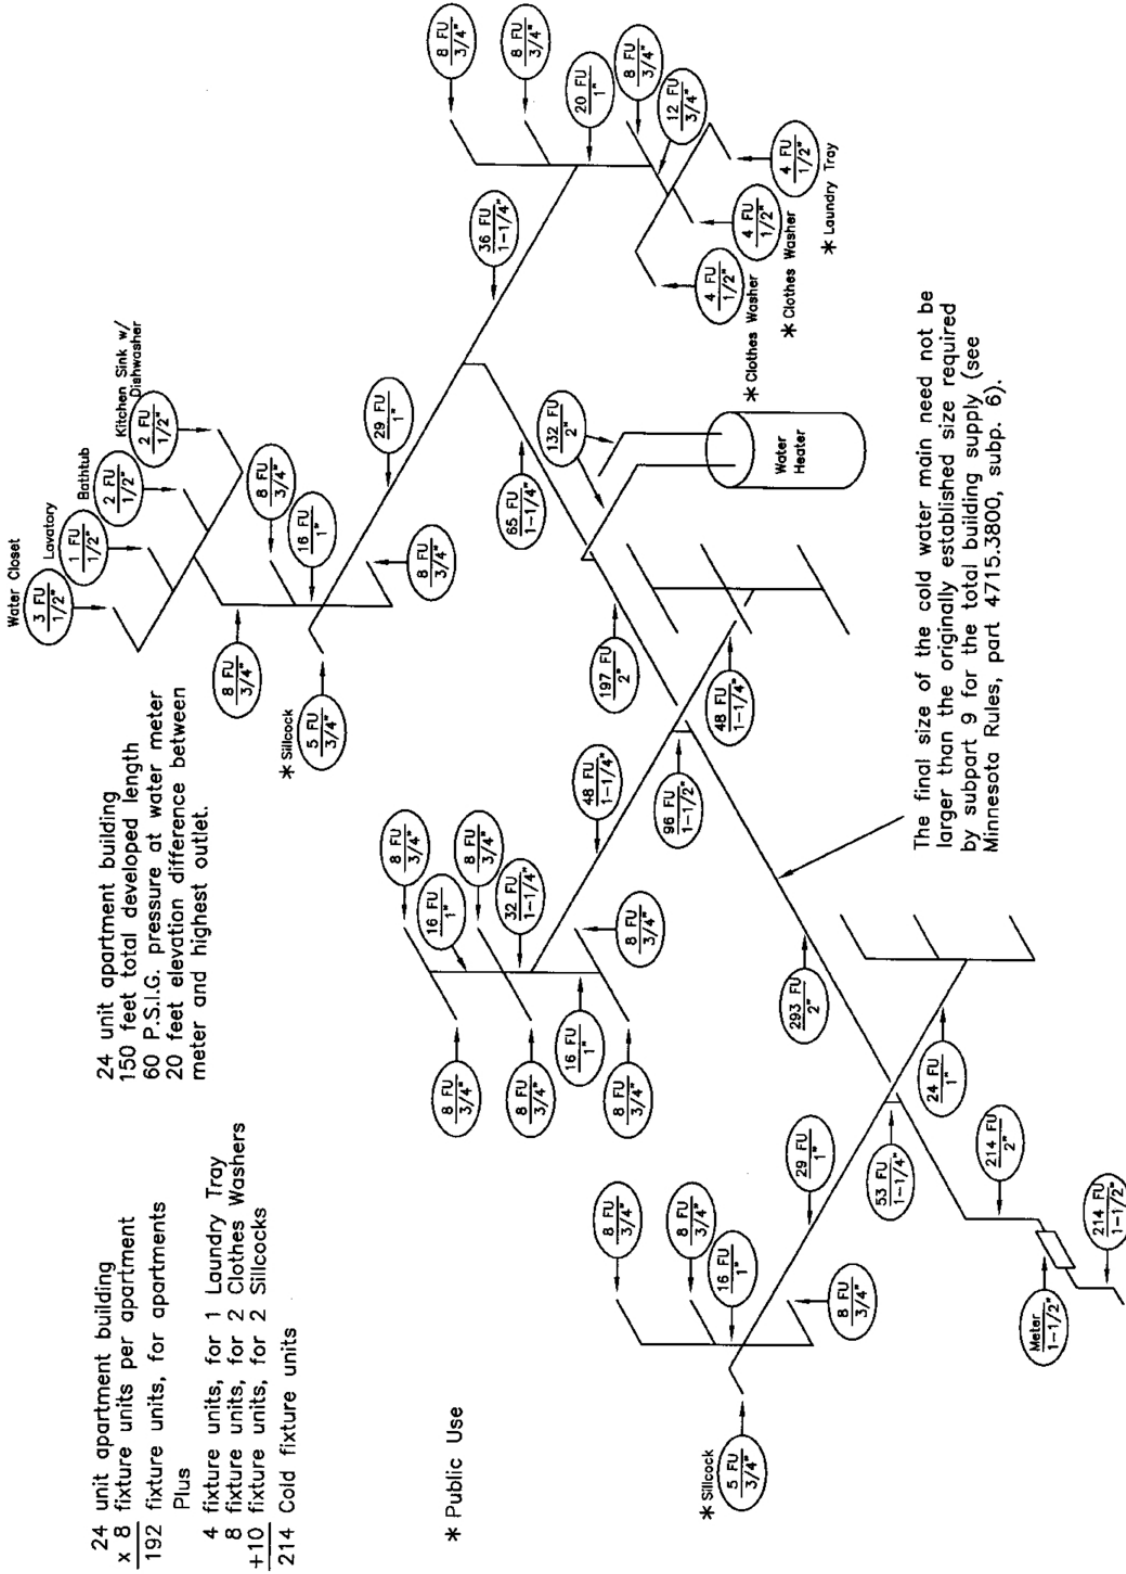 24 unit apartment building
x 8 fixture units per apartment
192 fixture units, for apartments
Plus
4 fixture units, for 1 Laundry Tray
8 fixture units, for 2 Clothes Washers
+10 fixture units, for 2 Sillcocks
214 Cold fixture units
24 unit apartment building
150 feet total developed length
60 P.S.I.G. pressure at water meter
20 feet elevation difference between
meter and highest outlet.
* Public Use
Water Closet
3 FU
1/2"
Lavatory
1 FU
1/2"
Bathtub
2 FU
1/2"
Kitchen Sink w/
Dishwasher
2 FU
1/2"
8 FU
3/4"
8 FU
3/4"
16 FU
1"
8 FU
3/4"
* Sillcock
5 FU
3/4"
29 FU
1"
36 FU
1-1/4"
8 FU
3/4"
8 FU
3/4"
20 FU
1"
8 FU
3/4"
12 FU
3/4"
4 FU
1/2"
* Clothes Washer
4 FU
1/2"
* Clothes Washer
4 FU
1/2"
* Laundry Tray
65 FU
1-1/4"
132 FU
2"
Water
Heater
197 FU
2"
48 FU
1-1/4"
96 FU
1-1/2"
48 FU
1-1/4"
8 FU
3/4"
16 FU
1"
8 FU
3/4"
32 FU
1-1/4"
8 FU
3/4"
8 FU
3/4"
8 FU
3/4"
16 FU
1"
8 FU
3/4"
293 FU
2"
The final size of the cold water main need not be
larger than the originally established size required
by subpart 9 for the total building supply (see
Minnesota Rules, part 4715.3800, subp. 6).
24 FU
1"
53 FU
1-1/4"
29 FU
1"
8 FU
3/4"
8 FU
3/4"
16 FU
1"
8 FU
3/4"
* Sillcock
5 FU
3/4"
214 FU
2"
Meter
1-1/2"
214 FU
1-1/2"